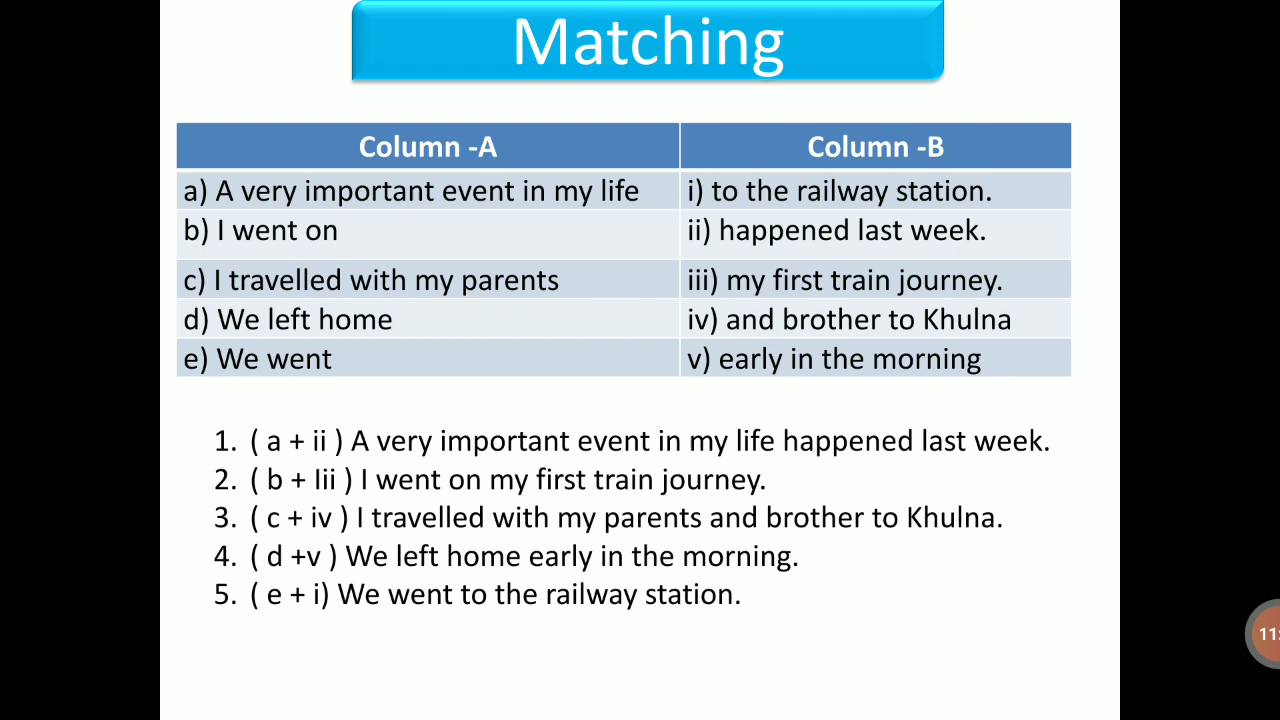 Matching
Column -A Column -B
a) A very important event in my life i) to the railway station.
b) I went on ii) happened last week.
c) I travelled with my parents iii) my first train journey.
d) We left home iv) and brother to Khulna
e) We went v) early in the morning
1. ( a + ii ) A very important event in my life happened last week.
2. ( b + Iii ) I went on my first train journey.
3. ( c + iv ) I travelled with my parents and brother to Khulna.
4. ( d +v ) We left home early in the morning.
5. ( e + i) We went to the railway station.